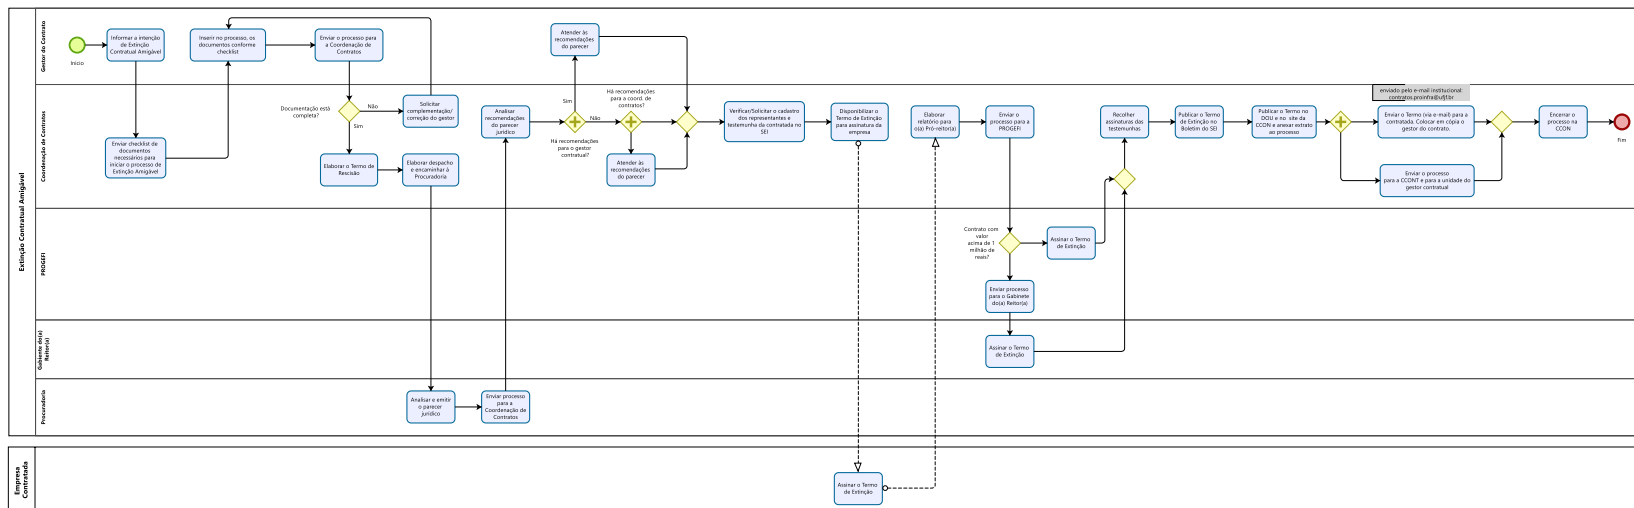 Extinção Contratual Amigável
Gestor do Contrato
Início
Informar a intenção
de Extinção
Contratual Amigável
Inserir no processo, os
documentos conforme
checklist
Enviar o processo para
a Coordenação de
Contratos
Atender às
recomendações
do parecer
Coordenação de Contratos
Enviar checklist de
documentos
necessários para
iniciar o processo de
Extinção Amigável
Documentação está
completa?
Não
Sim
Solicitar
complementação/
correção do gestor
Elaborar o Termo de
Rescisão
Elaborar despacho
e encaminhar à
Procuradoria
Analisar
recomendações
do parecer
jurídico
Sim
Não
Há recomendações
para o gestor
contratual?
Há recomendações
para a coord. de
contratos?
Atender às
recomendações
do parecer
Verificar/Solicitar o cadastro
dos representantes e
testemunha da contratada no
SEI
Disponibilizar o
Termo de Extinção
para assinatura da
empresa
Elaborar
relatório para
o(a) Pró-reitor(a)
Enviar o
processo para a
PROGEFI
Recolher
assinaturas das
testemunhas
Publicar o Termo
de Extinção no
Boletim do SEI
Publicar o Termo no
DOU e no site da
CCON e anexar extrato
ao processo
enviado pelo e-mail institucional:
contratos.proinfra@ufjf.br
Enviar o Termo (via e-mail) para a
contratada. Colocar em cópia o
gestor do contrato.
Enviar o processo
para a CCONT e para a unidade do
gestor contratual
Encerrar o
processo na
CCON
Fim
PROGEFI
Contrato com
valor
acima de 1
milhão de
reais?
Assinar o Termo
de Extinção
Enviar processo
para o Gabinete
do(a) Reitor(a)
Gabiente do(a)
Reitor(a)
Assinar o Termo
de Extinção
Procuradoria
Analisar e emitir
o parecer
jurídico
Enviar processo
para a
Coordenação de
Contratos
Empresa
Contratada
Assinar o Termo
de Extinção